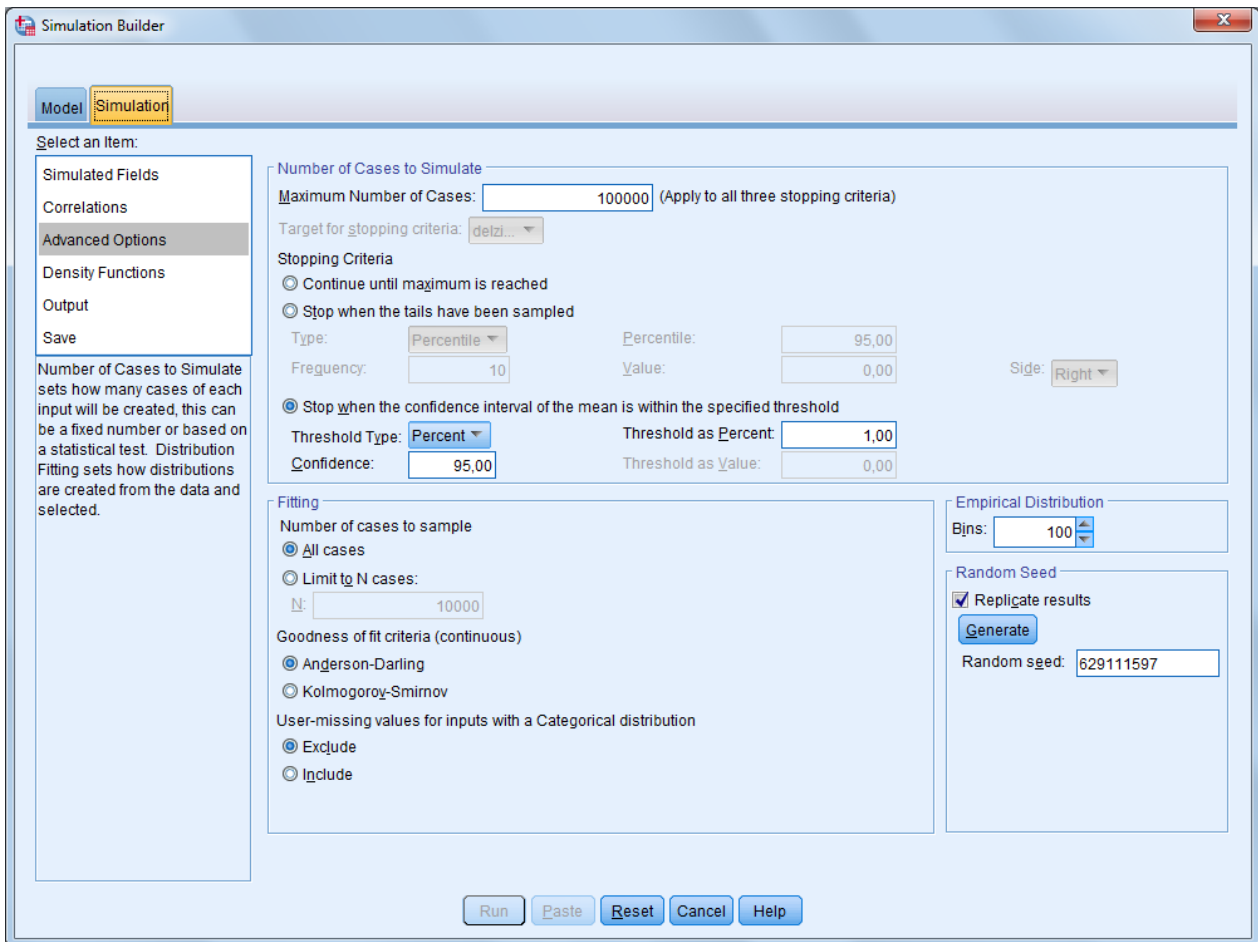 Simulation Builder
Model Simulation
Select an Item:
Simulated Fields
Correlations
Advanced Options
Density Functions
Output
Save
Number of Cases to Simulate
sets how many cases of each
input will be created, this can
be a fixed number or based on
a statistical test. Distribution
Fitting sets how distributions
are created from the data and
selected.
Number of Cases to Simulate
Maximum Number of Cases: 100000 (Apply to all three stopping criteria)
Target for stopping criteria: delzi...
Stopping Criteria
Continue until maximum is reached
Stop when the tails have been sampled
Type: Percentile Percentile: 95,00
Frequency: 10 Value: 0,00 Side: Right
Stop when the confidence interval of the mean is within the specified threshold
Threshold Type: Percent Threshold as Percent: 1,00
Confidence: 95,00 Threshold as Value: 0,00
Fitting
Number of cases to sample
All cases
Limit to N cases:
N: 10000
Goodness of fit criteria (continuous)
Anderson-Darling
Kolmogorov-Smirnov
User-missing values for inputs with a Categorical distribution
Exclude
Include
Empirical Distribution
Bins: 100
Random Seed
Replicate results
Generate
Random seed: 629111597
Run Paste Reset Cancel Help